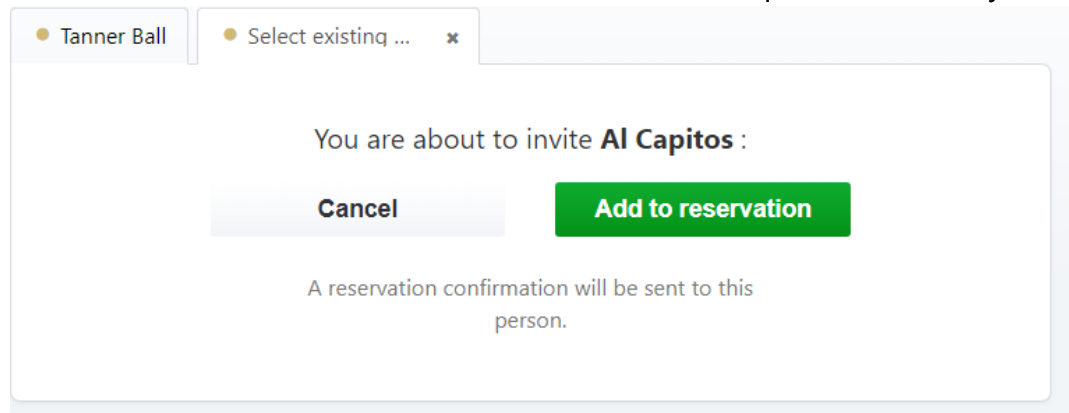 Tanner Ball
Select existing ...
You are about to invite Al Capitos :
Cancel
Add to reservation
A reservation confirmation will be sent to this
person.